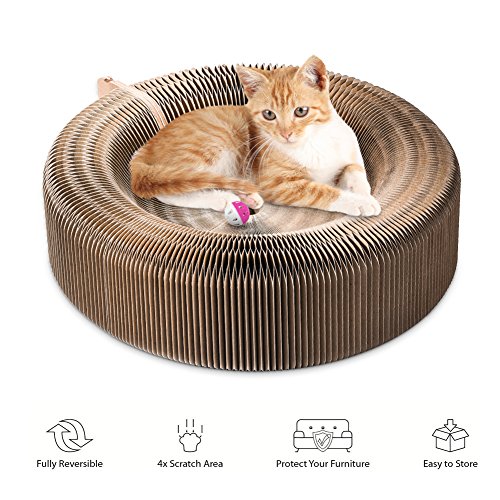 Fully Reversible
4x Scratch Area
Protect Your Furniture
Easy to Store